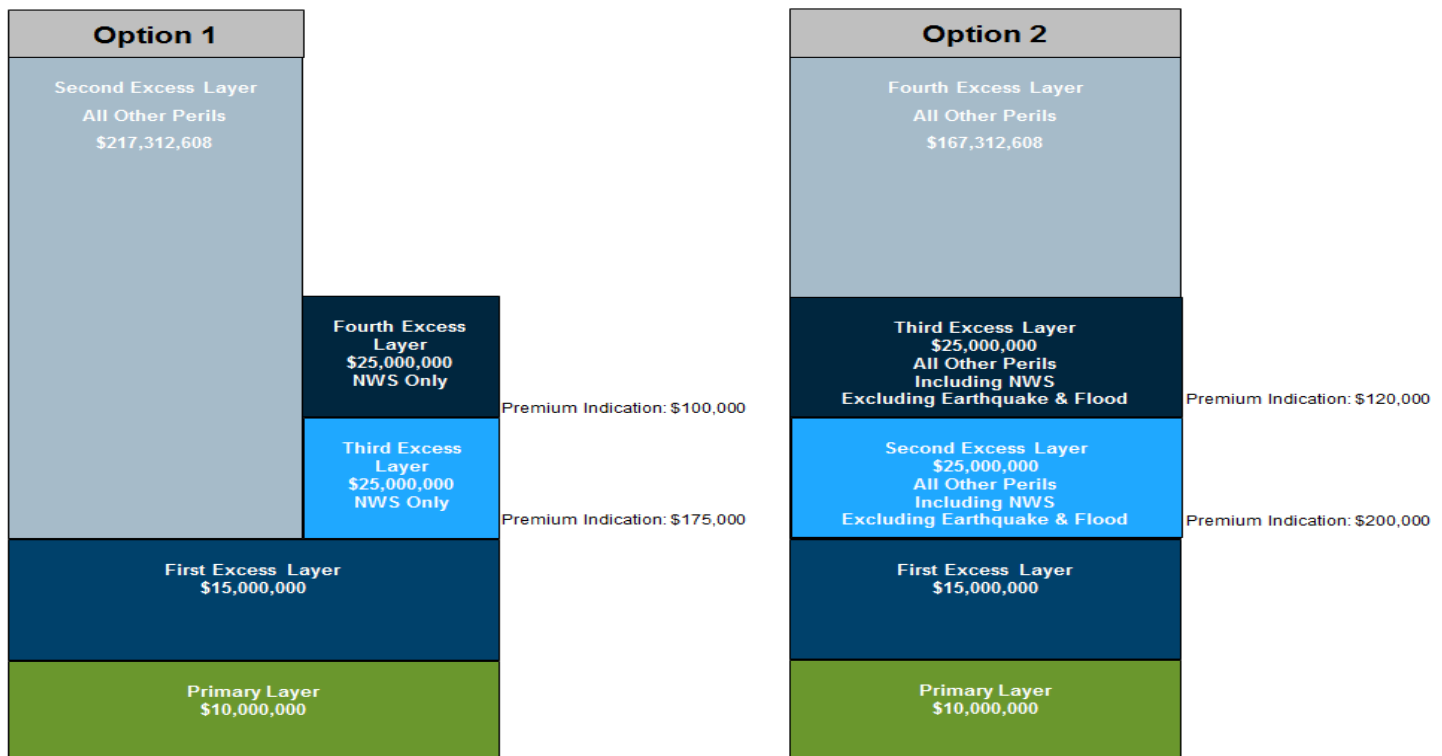 Option 1
Second Excess Layer
All Other Perils
$217,312,608
Fourth Excess
Layer
$25,000,000
NWS Only
Premium Indication: $100,000
Third Excess
Layer
$25,000,000
NWS Only
Premium Indication: $175,000
First Excess Layer
$15,000,000
Primary Layer
$10,000,000
Option 2
Fourth Excess Layer
All Other Perils
$167,312,608
Third Excess Layer
$25,000,000
All Other Perils
Including NWS
Excluding Earthquake & Flood
Premium Indication: $120,000
Second Excess Layer
$25,000,000
All Other Perils
Including NWS
Excluding Earthquake & Flood
Premium Indication: $200,000
First Excess Layer
$15,000,000
Primary Layer
$10,000,000